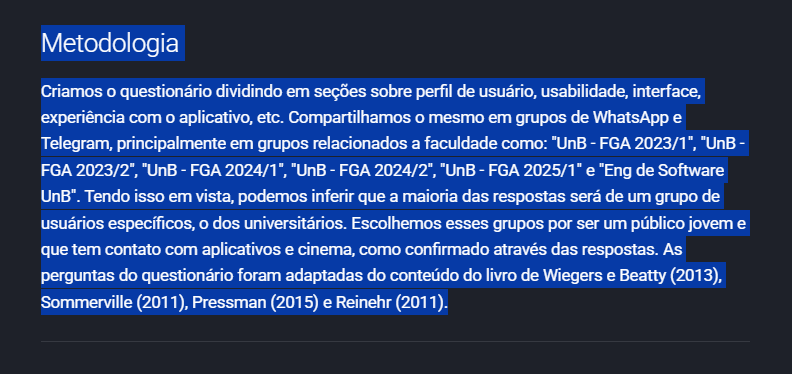 Metodologia
Criamos o questionário dividindo em seções sobre perfil de usuário, usabilidade, interface,
experiência com o aplicativo, etc. Compartilhamos o mesmo em grupos de WhatsApp e
Telegram, principalmente em grupos relacionados a faculdade como: "UnB - FGA 2023/1", "UnB -
FGA 2023/2", "UnB - FGA 2024/1", "UnB - FGA 2024/2", "UnB - FGA 2025/1" e "Eng de Software
UnB". Tendo isso em vista, podemos inferir que a maioria das respostas será de um grupo de
usuários específicos, o dos universitários. Escolhemos esses grupos por ser um público jovem e
que tem contato com aplicativos e cinema, como confirmado através das respostas. As
perguntas do questionário foram adaptadas do conteúdo do livro de Wiegers e Beatty (2013),
Sommerville (2011), Pressman (2015) e Reinehr (2011).